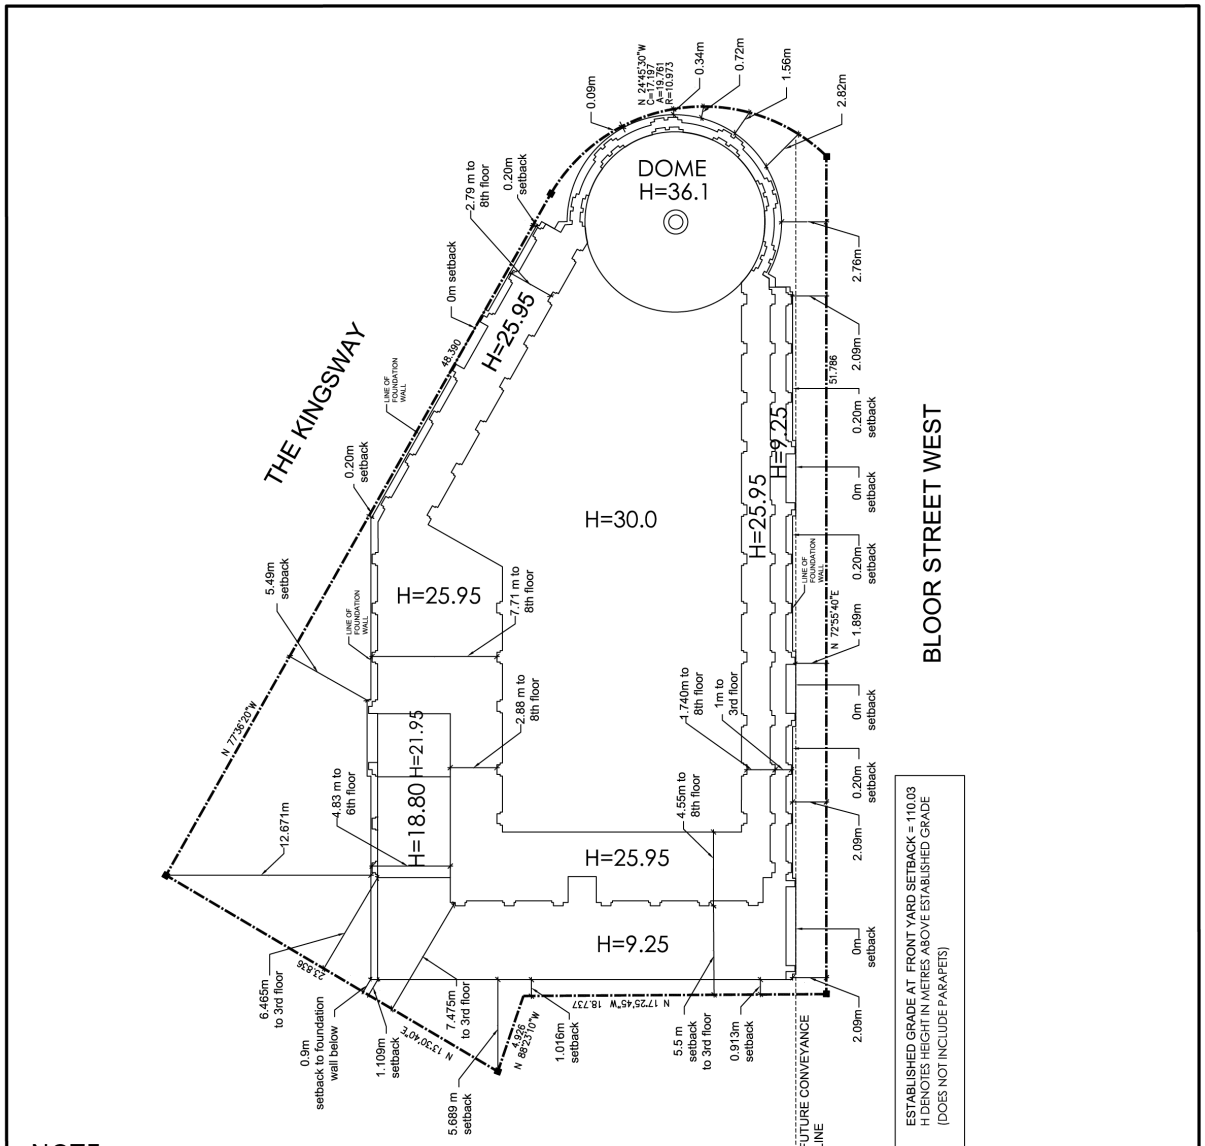 N 24°45'30"W
C=17.197
A=19.761
R=10.973
0.09m
0.34m
0.72m
1.56m
2.82m
DOME
H=36.1
2.79 m to
8th floor
0.20m
setback
0m setback
H=25.95
THE KINGSWAY
48.390
LINE OF
FOUNDATION
WALL
0.20m
setback
2.76m
2.09m
51.786
0.20m
setback
H=9.25
0m
setback
BLOOR STREET WEST
H=30.0
H=25.95
0.20m
setback
LINE OF
FOUNDATION
WALL
5.49m
setback
H=25.95
7.71 m to
8th floor
LINE OF
FOUNDATION
WALL
N 72°55'40"E
1.89m
N 77°36'20"W
2.88 m to
8th floor
H=21.95
1.740m to
8th floor
1m to
3rd floor
0m
setback
4.83 m to
6th floor
H=18.80
12.671m
4.55m to
8th floor
0.20m
setback
2.09m
H=25.95
H=9.25
0m
setback
6.465m
to 3rd floor
23.836
0.9m
setback to foundation
wall below
1.109m
setback
7.475m
to 3rd floor
N 13°30'40"E
5.689 m
setback
4.926
N 88°23'10"W
N 17°25'45"W 18.737
1.016m
setback
5.5 m
setback
to 3rd floor
0.913m
setback
2.09m
FUTURE CONVEYANCE
LINE
ESTABLISHED GRADE AT FRONT YARD SETBACK = 110.03
H DENOTES HEIGHT IN METRES ABOVE ESTABLISHED GRADE
(DOES NOT INCLUDE PARAPETS)